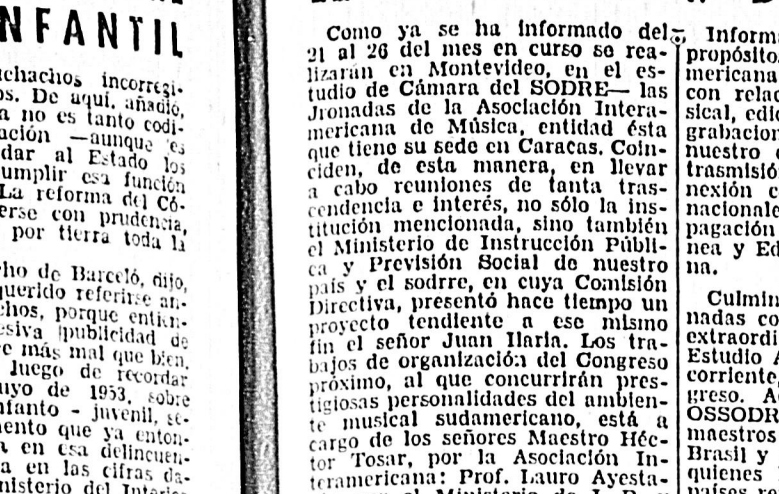 NFANTIL
incorregi-
os. De aquí, añadió,
a no es tanto codi-
ación —aunque es
dar al Estado los
umplir esa función
La reforma del Có-
erse con prudencia,
por tierra toda la
ho de Barceló, dijo,
querido referirse an-
chos, porque entien-
esiva publicidad de
e más mal que bien.
luego de recordar
ayo de 1953, sobre
nfanto - juvenil, se-
mento que ya enton-
a en esa delincuen-
a en las cifras da-
nisterio del Interior
Como ya se ha informado del
21 al 26 del mes en curso se rea-
lizarán en Montevideo, en el es-
tudio de Cámara del SODRE— las
Jronadas de la Asociación Intera-
mericana de Música, entidad ésta
que tiene su sede en Caracas. Coin-
ciden, de esta manera, en llevar
a cabo reuniones de tanta tras-
cendencia e interés, no sólo la ins-
titución mencionada, sino también
el Ministerio de Instrucción Públi-
ca y Previsión Social de nuestro
país y el sodrre, en cuya Comisión
Directiva, presentó hace tiempo un
proyecto tendiente a ese mismo
fin el señor Juan Ilaria. Los tra-
bajos de organización del Congreso
próximo, al que concurrirán pres-
tigiosas personalidades del ambien-
te musical sudamericano, está a
cargo de los señores Maestro Héc-
tor Tosar, por la Asociación In-
teramericana: Prof. Lauro Ayesta-
Informa
propósito
mericana
con relac
sical, edic
grabacion
nuestro
trasmisió
nexión c
nacionale
pagación
nea y Ed
na.
Culmin
nadas co
extraordi
Estudio A
corriente,
greso. A
OSSODR
maestros
Brasil y
quienes
países re